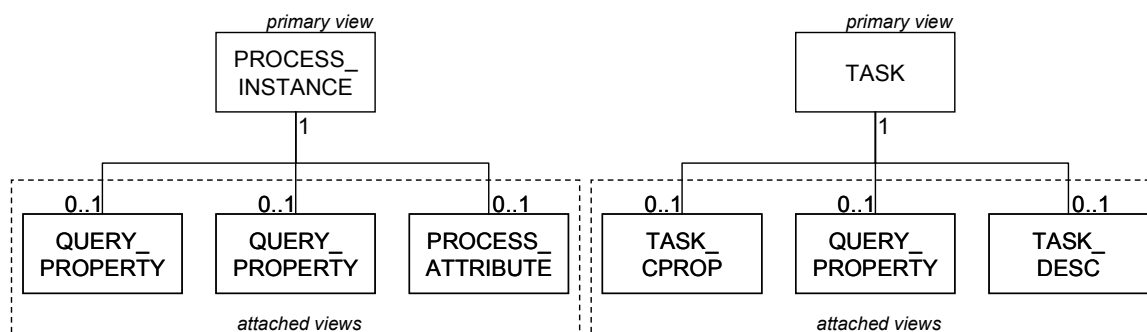 primary view
PROCESS_
INSTANCE
1
0..1
0..1
0..1
QUERY_
PROPERTY
QUERY_
PROPERTY
PROCESS_
ATTRIBUTE
attached views
primary view
TASK
1
0..1
0..1
0..1
TASK_
CPROP
QUERY_
PROPERTY
TASK_
DESC
attached views